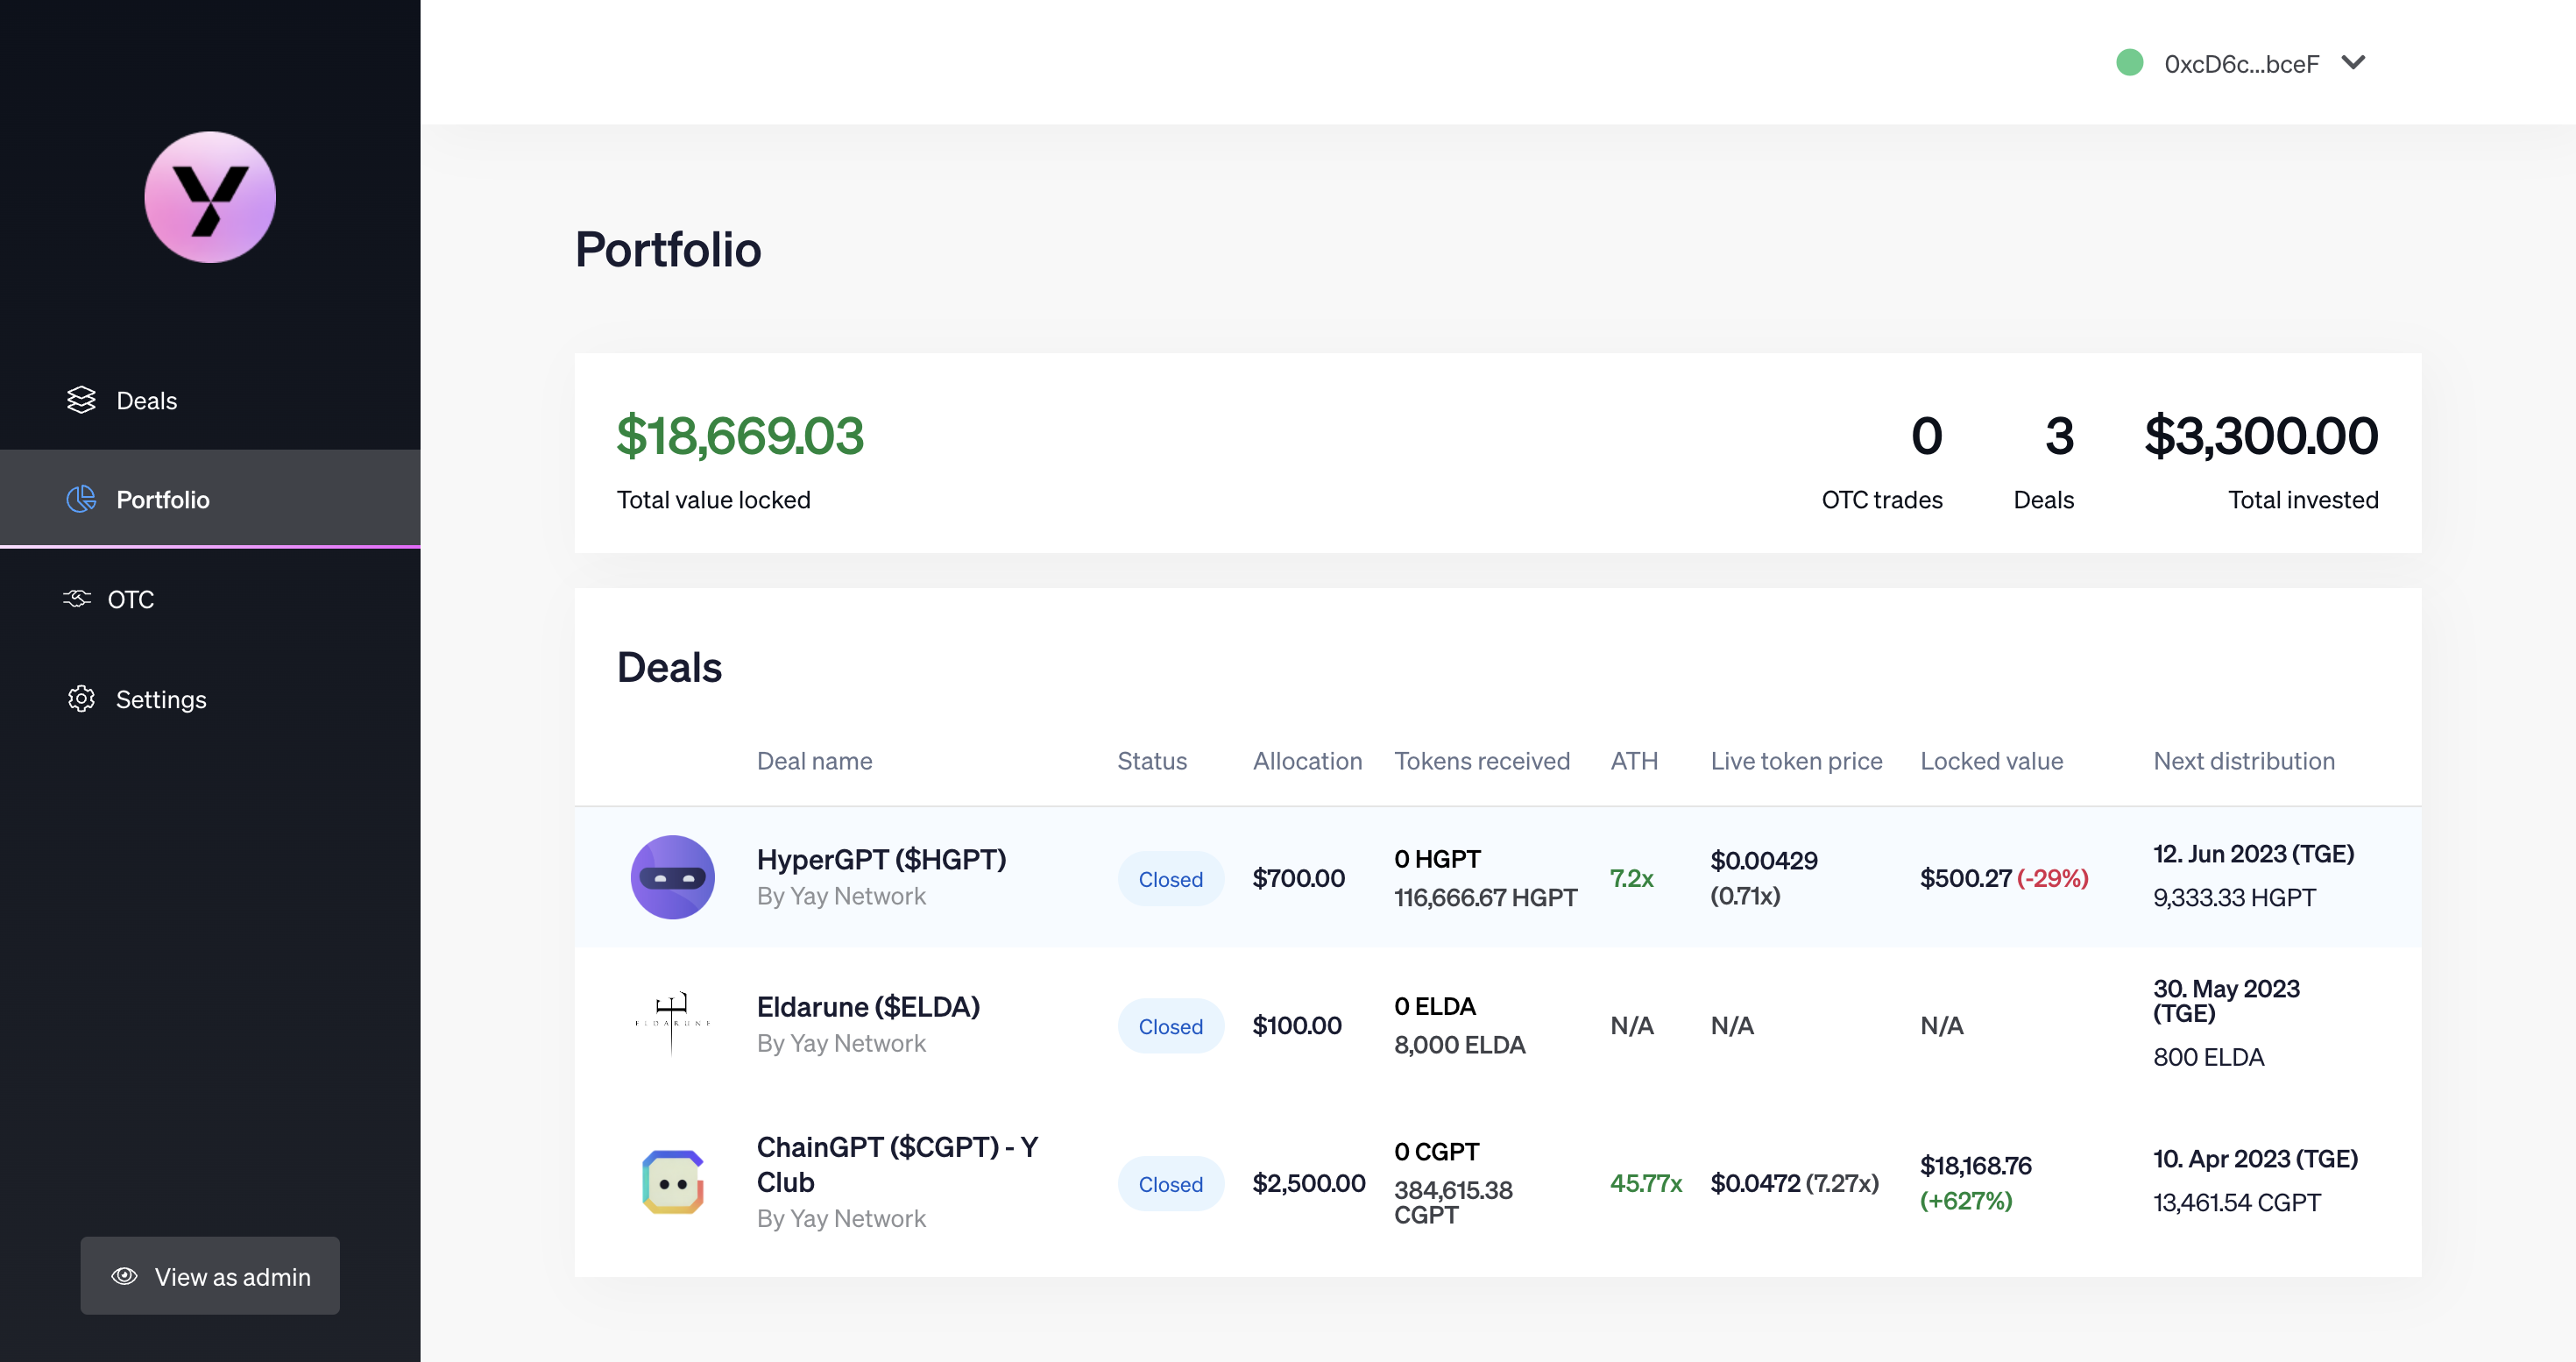 0xcD6c...bceF
Deals
Portfolio
OTC
Settings
View as admin
Portfolio
$18,669.03
Total value locked
0
OTC trades
3
Deals
$3,300.00
Total invested
Deals
Deal name Status Allocation Tokens received ATH Live token price Locked value Next distribution
HyperGPT ($HGPT)
By Yay Network
Closed
$700.00
0 HGPT
116,666.67 HGPT
7.2x
$0.00429
(0.71x)
$500.27 (-29%)
12. Jun 2023 (TGE)
9,333.33 HGPT
ELDARUNE
Eldarune ($ELDA)
By Yay Network
Closed
$100.00
0 ELDA
8,000 ELDA
N/A
N/A
N/A
30. May 2023
(TGE)
800 ELDA
ChainGPT ($CGPT) - Y
Club
By Yay Network
Closed
$2,500.00
0 CGPT
384,615.38
CGPT
45.77x
$0.0472 (7.27x)
$18,168.76
(+627%)
10. Apr 2023 (TGE)
13,461.54 CGPT